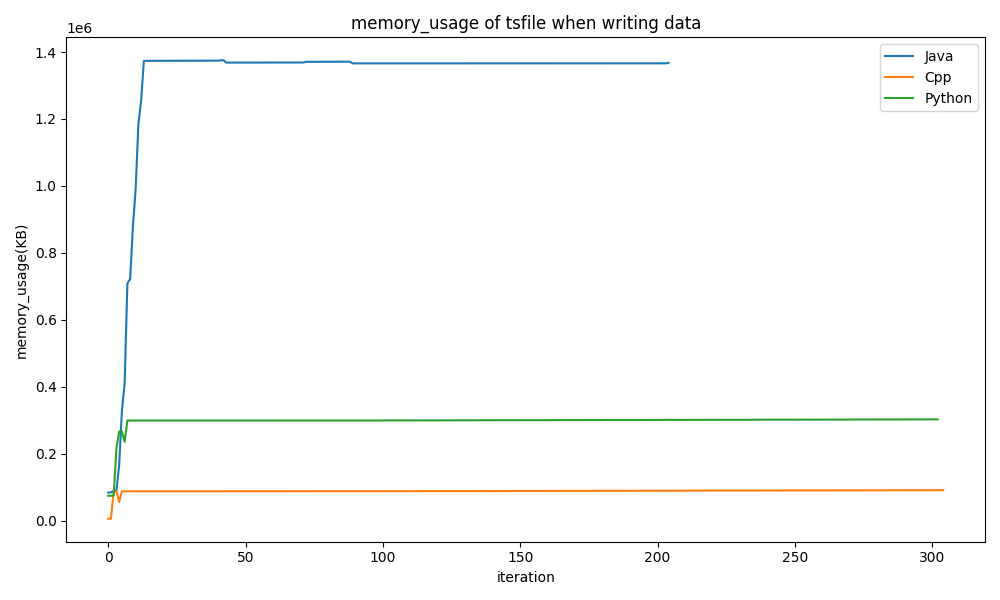 memory_usage of tsfile when writing data
1e6
1.4
1.2
1.0
0.8
0.6
0.4
0.2
0.0
memory_usage(KB)
0
50
100
150
200
250
300
iteration
Java
Cpp
Python